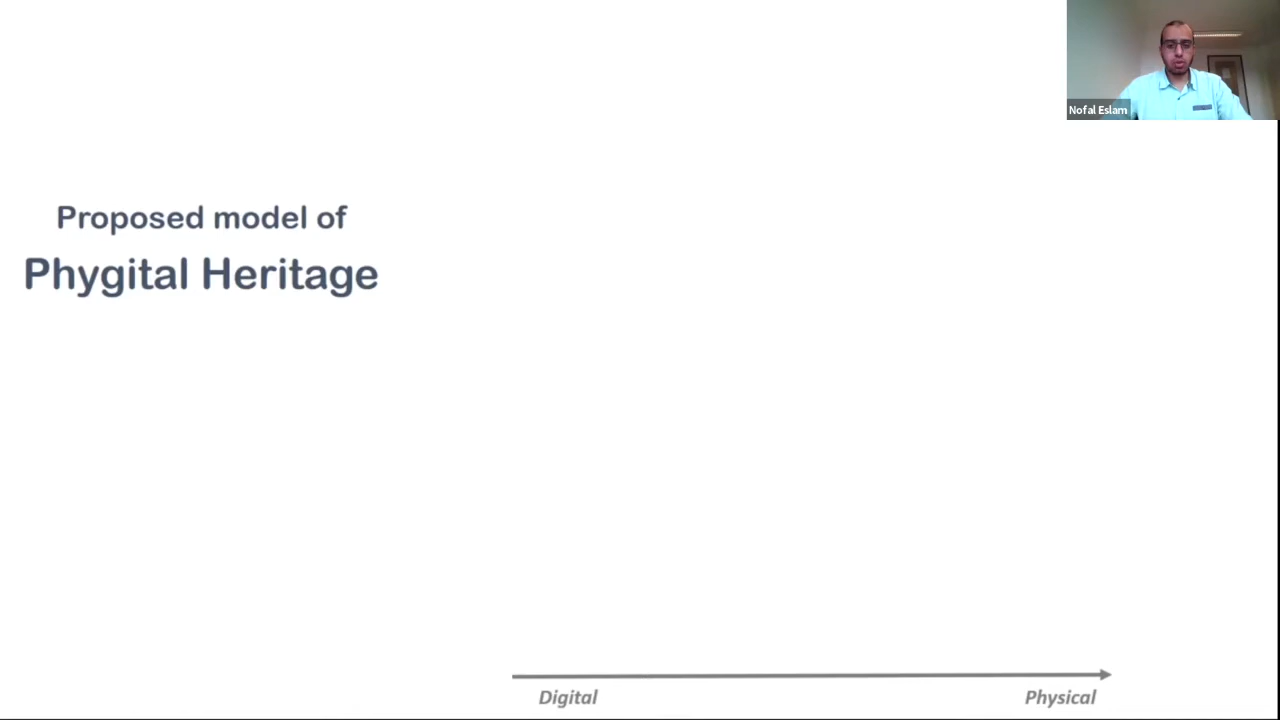 Nofal Eslam
Proposed model of
Phygital Heritage
Digital
Physical